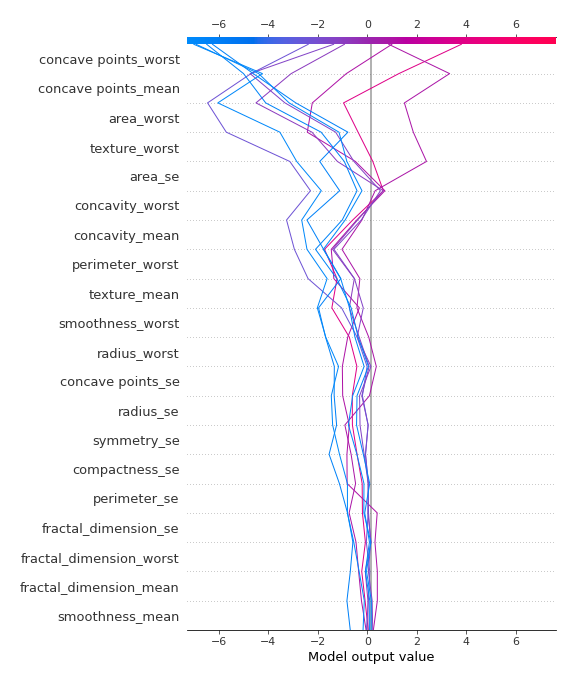 −6 −4 −2 0 2 4 6
concave points_worst
concave points_mean
area_worst
texture_worst
area_se
concavity_worst
concavity_mean
perimeter_worst
texture_mean
smoothness_worst
radius_worst
concave points_se
radius_se
symmetry_se
compactness_se
perimeter_se
fractal_dimension_se
fractal_dimension_worst
fractal_dimension_mean
smoothness_mean
−6 −4 −2 0 2 4 6
Model output value